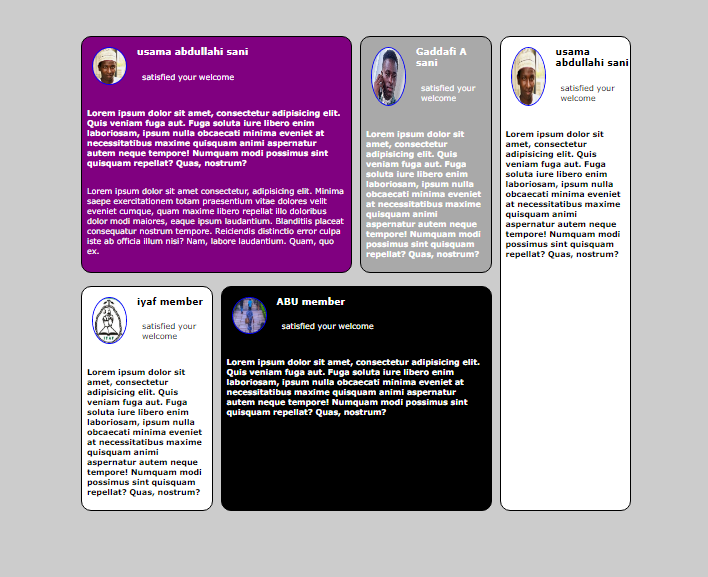 usama abdullahi sani
satisfied your welcome
Lorem ipsum dolor sit amet, consectetur adipisicing elit.
Quis veniam fuga aut. Fuga soluta iure libero enim
laboriosam, ipsum nulla obcaecati minima eveniet at
necessitatibus maxime quisquam animi aspernatur
autem neque tempore! Numquam modi possimus sint
quisquam repellat? Quas, nostrum?
Lorem ipsum dolor sit amet consectetur, adipisicing elit. Minima
saepe exercitationem totam praesentium vitae dolores velit
eveniet cumque, quam maxime libero repellat illo doloribus
dolor modi maiores, eaque ipsum laudantium. Blanditiis placeat
consequatur nostrum tempore. Reiciendis distinctio error culpa
iste ab officia illum nisi? Nam, labore laudantium. Quam, quo
ex.
Gaddafi A
sani
satisfied your
welcome
Lorem ipsum dolor sit
amet, consectetur
adipisicing elit. Quis
veniam fuga aut. Fuga
soluta iure libero enim
laboriosam, ipsum nulla
obcaecati minima eveniet
at necessitatibus maxime
quisquam animi
aspernatur autem neque
tempore! Numquam modi
possimus sint quisquam
repellat? Quas, nostrum?
usama
abdullahi sani
satisfied your
welcome
Lorem ipsum dolor sit
amet, consectetur
adipisicing elit. Quis
veniam fuga aut. Fuga
soluta iure libero enim
laboriosam, ipsum nulla
obcaecati minima eveniet
at necessitatibus maxime
quisquam animi
aspernatur autem neque
tempore! Numquam modi
possimus sint quisquam
repellat? Quas, nostrum?
iyaf member
satisfied your
welcome
Lorem ipsum dolor sit
amet, consectetur
adipisicing elit. Quis
veniam fuga aut. Fuga
soluta iure libero enim
laboriosam, ipsum nulla
obcaecati minima eveniet
at necessitatibus maxime
quisquam animi
aspernatur autem neque
tempore! Numquam modi
possimus sint quisquam
repellat? Quas, nostrum?
ABU member
satisfied your welcome
Lorem ipsum dolor sit amet, consectetur adipisicing elit.
Quis veniam fuga aut. Fuga soluta iure libero enim
laboriosam, ipsum nulla obcaecati minima eveniet at
necessitatibus maxime quisquam animi aspernatur
autem neque tempore! Numquam modi possimus sint
quisquam repellat? Quas, nostrum?